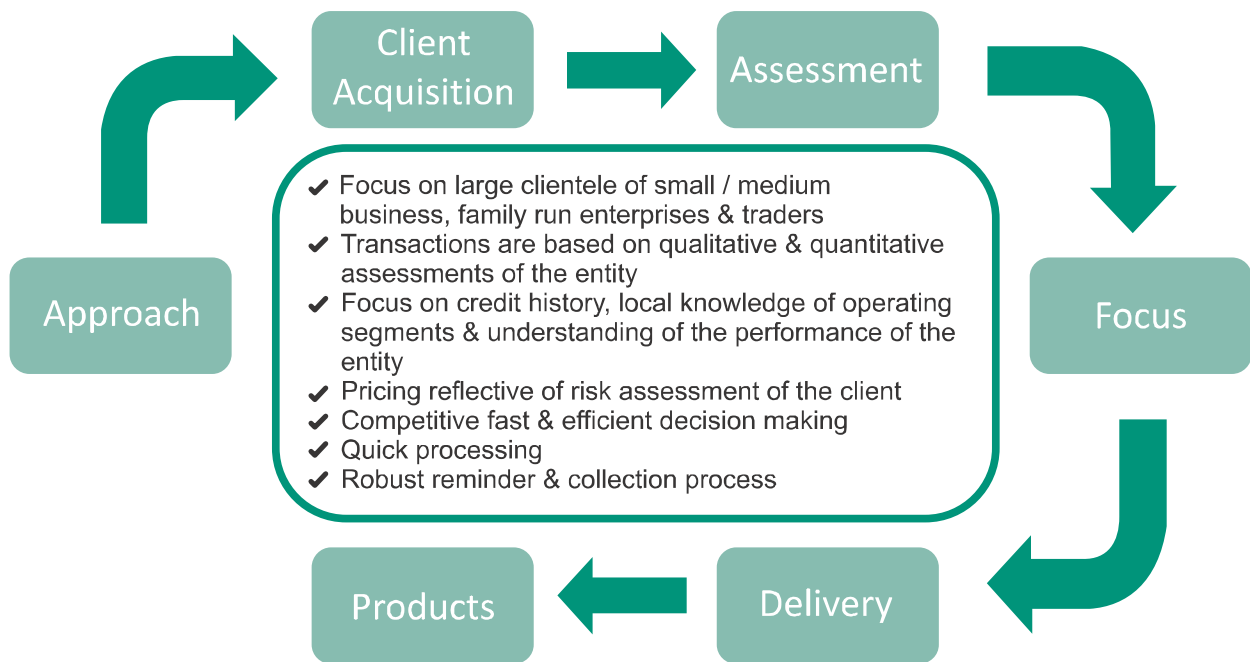 Client
Acquisition
Assessment
✔ Focus on large clientele of small / medium
business, family run enterprises & traders
✔ Transactions are based on qualitative & quantitative
assessments of the entity
✔ Focus on credit history, local knowledge of operating
segments & understanding of the performance of the
entity
✔ Pricing reflective of risk assessment of the client
✔ Competitive fast & efficient decision making
✔ Quick processing
✔ Robust reminder & collection process
Approach
Focus
Products
Delivery